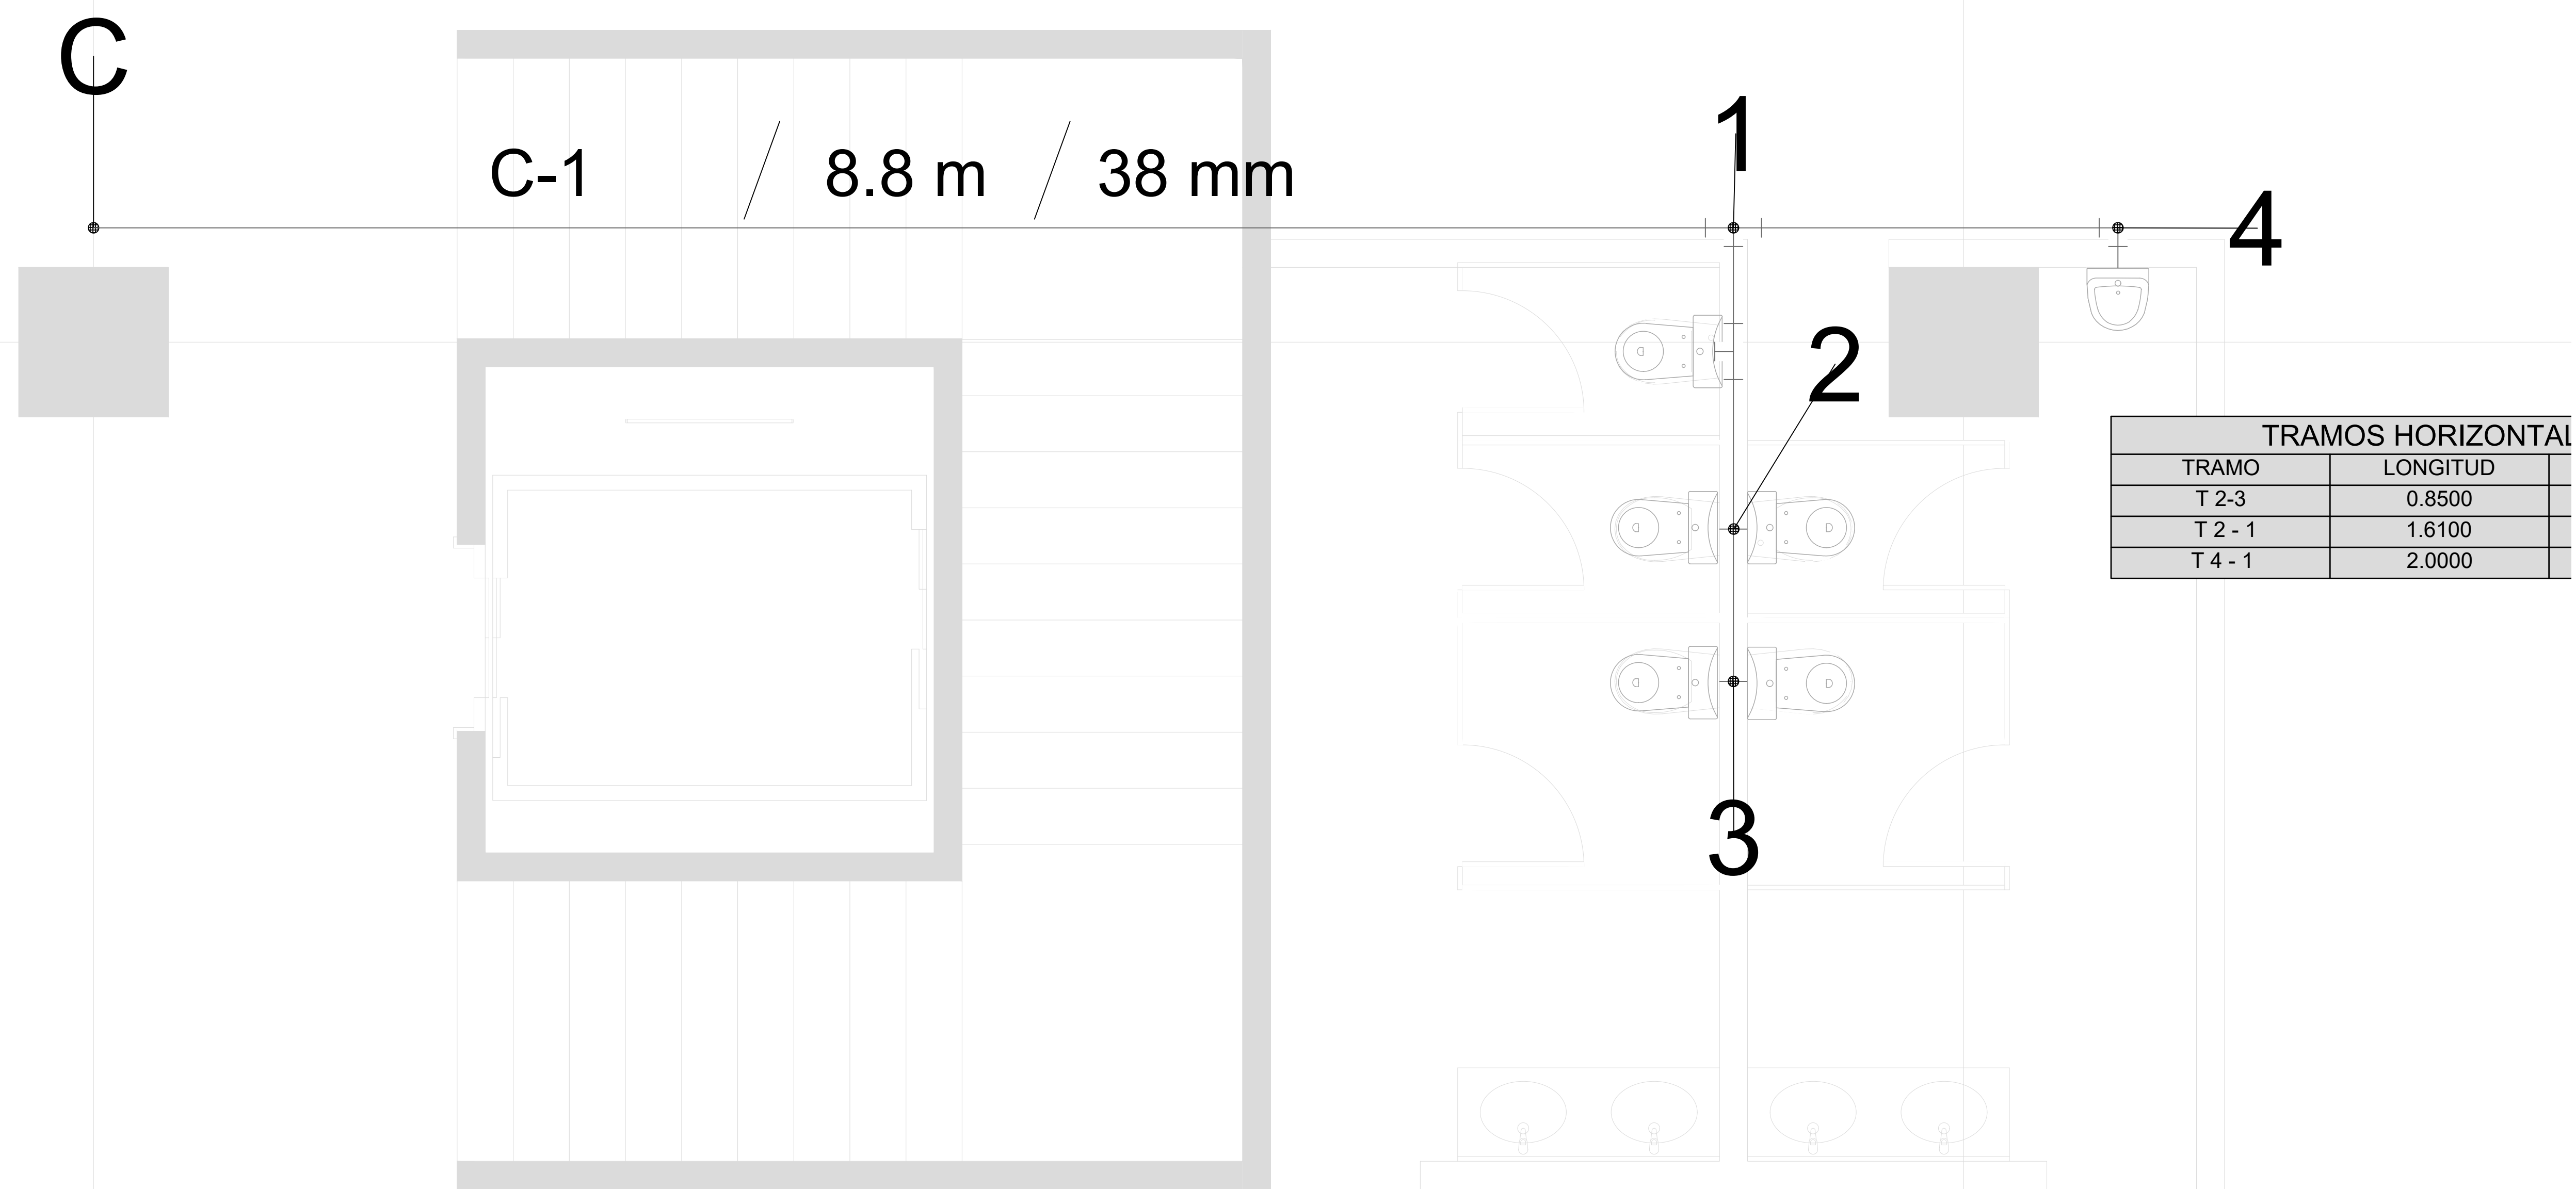 C
1
C-1 / 8.8 m / 38 mm
4
2
TRAMOS HORIZONTAL
TRAMO LONGITUD
T 2-3 0.8500
T 2 - 1 1.6100
T 4 - 1 2.0000
3